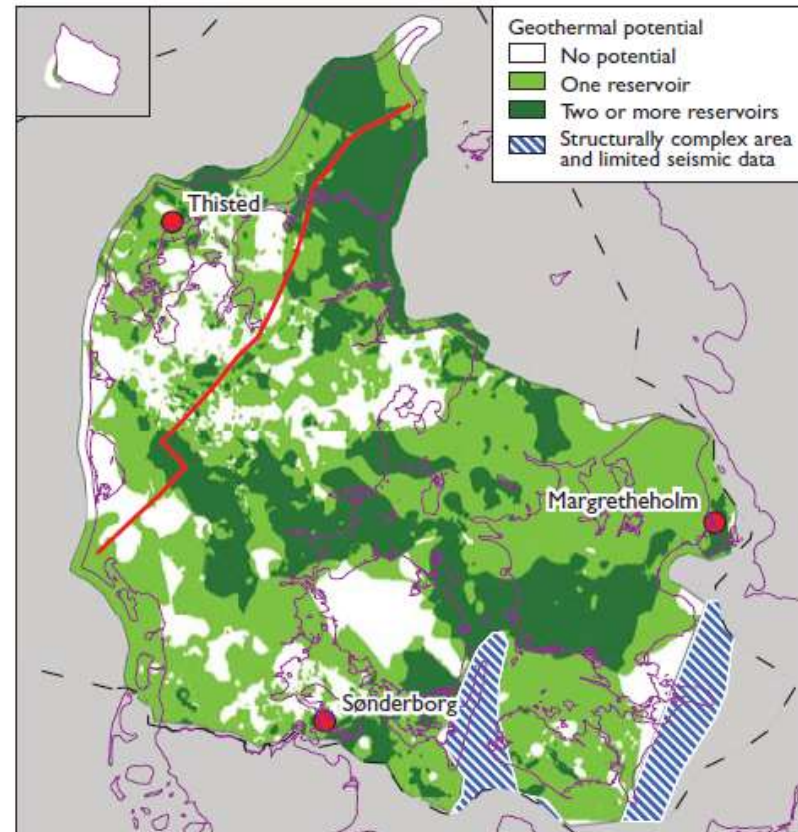 Geothermal potential
No potential
One reservoir
Two or more reservoirs
Structurally complex area
and limited seismic data
Thisted
Margretheholm
Sønderborg